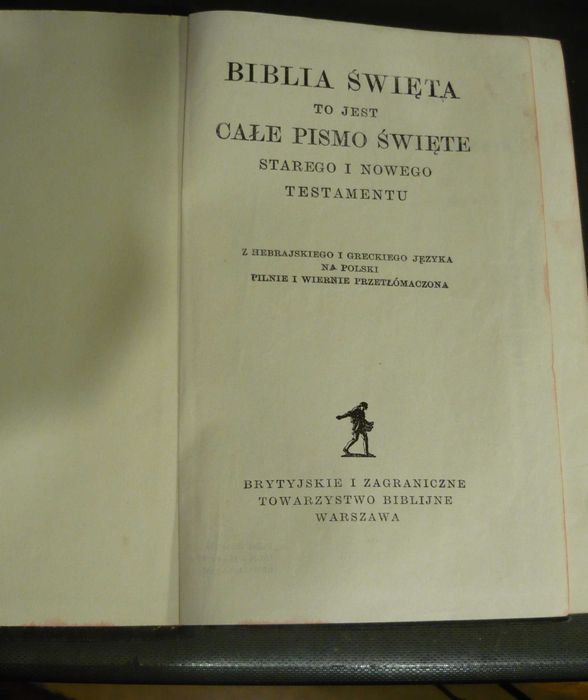 BIBLIA ŚWIĘTA
TO JEST
CAŁE PISMO ŚWIĘTE
STAREGO I NOWEGO
TESTAMENTU
Z HEBRAJSKIEGO I GRECKIEGO JĘZYKA
NA POLSKI
PILNIE I WIERNIE PRZETŁÓMACZONA
BRYTYJSKIE I ZAGRANICZNE
TOWARZYSTWO BIBLIJNE
WARSZAWA